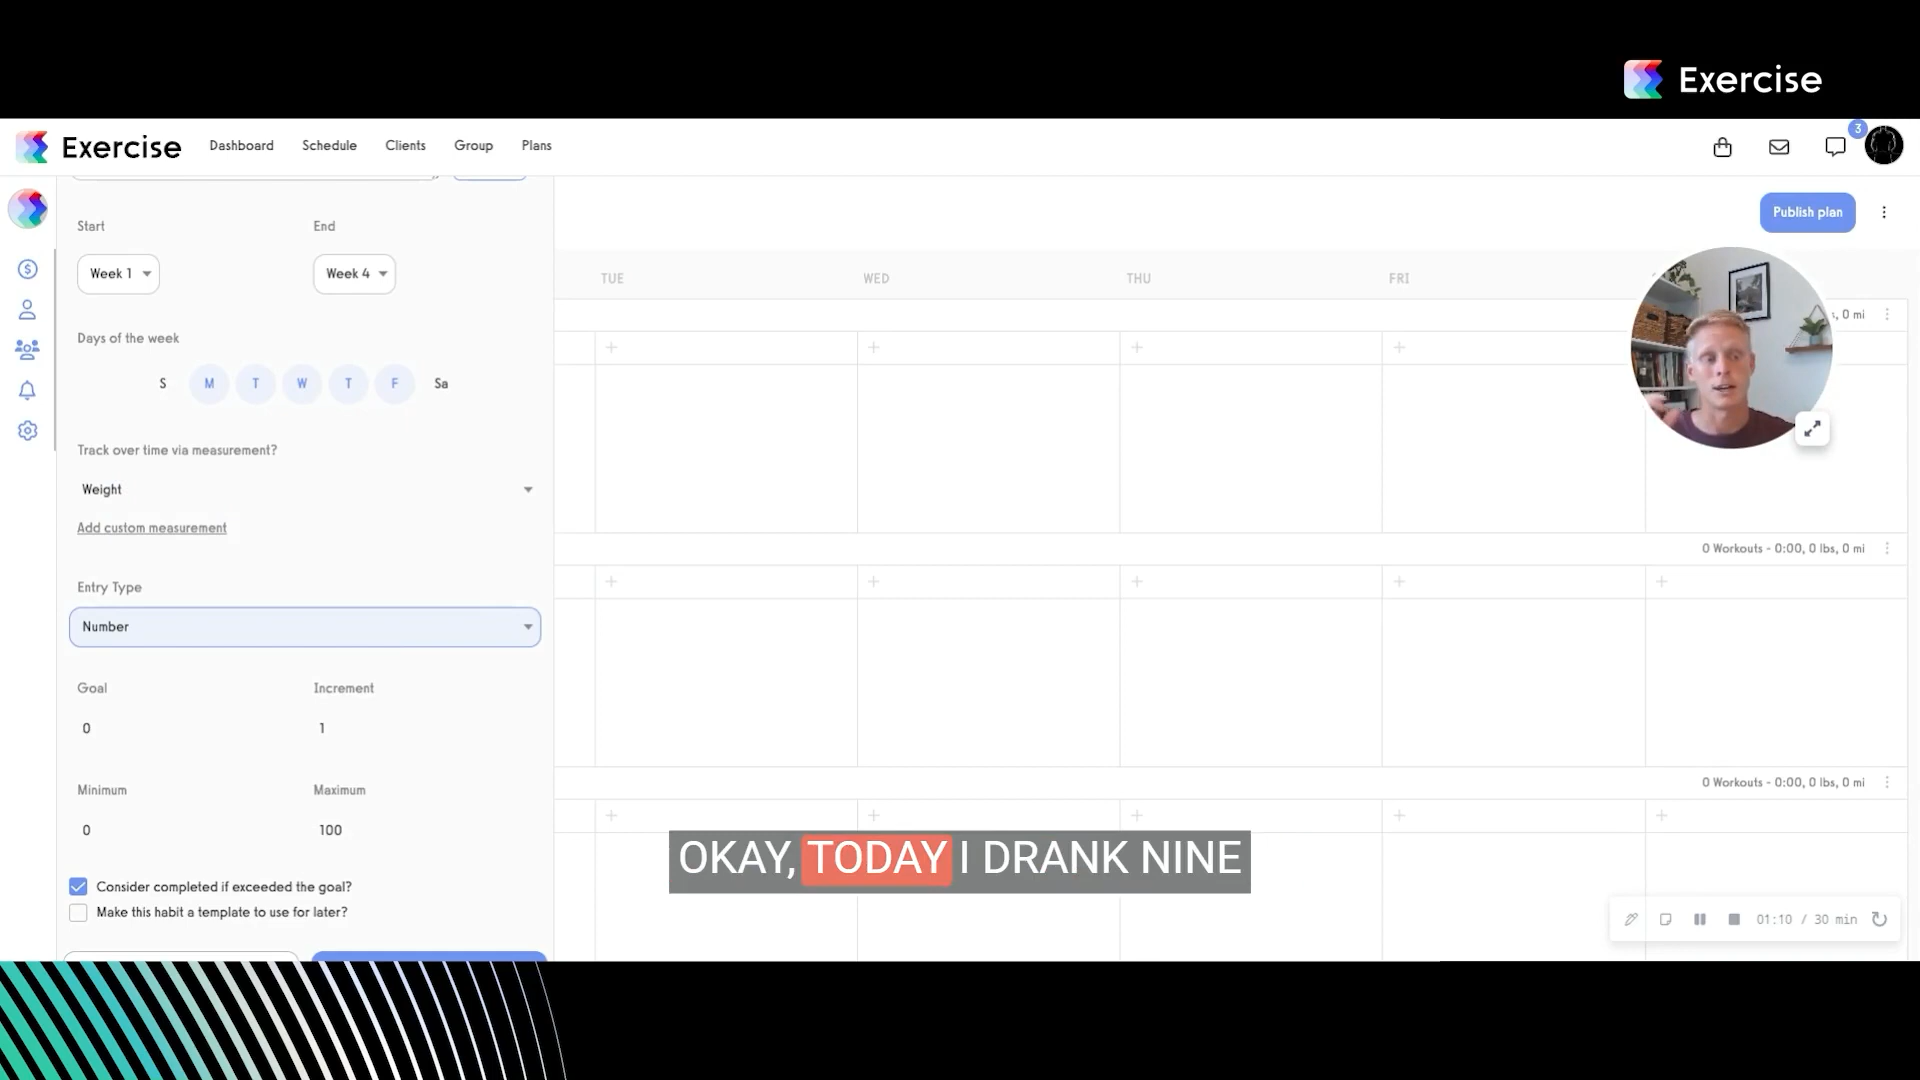 Exercise
Exercise
Dashboard
Schedule
Clients
Group
Plans
3
Publish plan
Start
End
Week 1
Week 4
Days of the week
S
M
T
W
T
F
Sa
Track over time via measurement?
Weight
Add custom measurement
Entry Type
Number
Goal
Increment
0
1
Minimum
Maximum
0
100
Consider completed if exceeded the goal?
Make this habit a template to use for later?
TUE
WED
THU
FRI
s, 0 mi
0 Workouts - 0:00, 0 lbs, 0 mi
0 Workouts - 0:00, 0 lbs, 0 mi
OKAY, TODAY I DRANK NINE
01:10 / 30 min